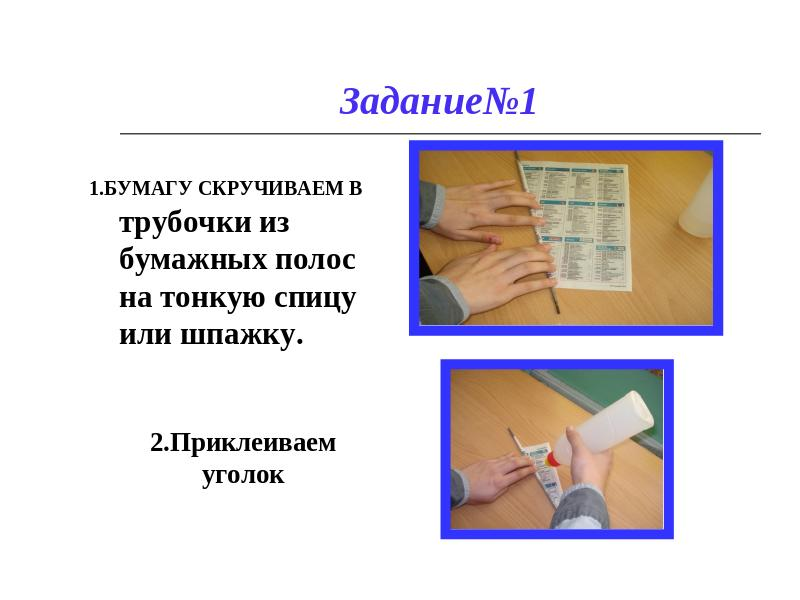 Задание№1
1.БУМАГУ СКРУЧИВАЕМ В
трубочки из
бумажных полос
на тонкую спицу
или шпажку.
2.Приклеиваем
уголок